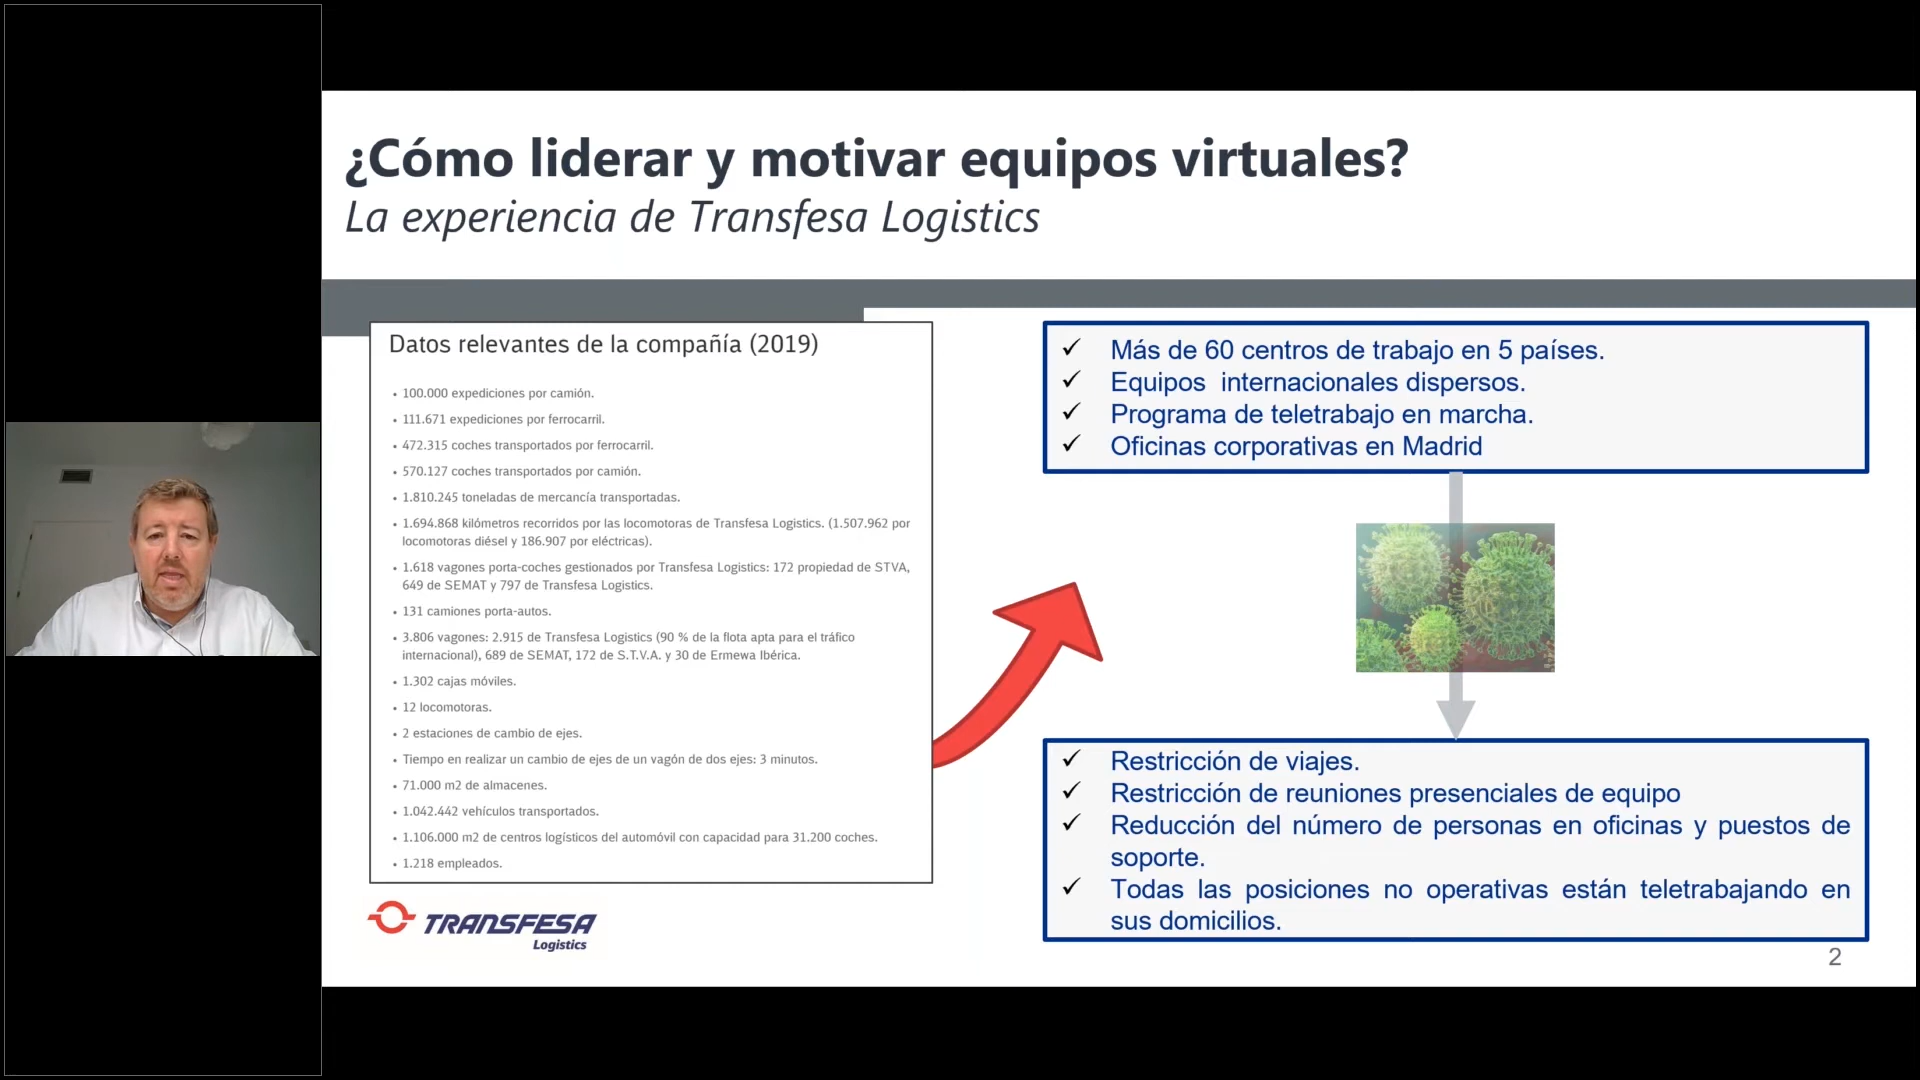 ¿Cómo liderar y motivar equipos virtuales?
La experiencia de Transfesa Logistics
Datos relevantes de la compañía (2019)
• 100.000 expediciones por camión.
• 111.671 expediciones por ferrocarril.
• 472.315 coches transportados por ferrocarril.
• 570.127 coches transportados por camión.
• 1.810.245 toneladas de mercancía transportadas.
• 1.694.868 kilómetros recorridos por las locomotoras de Transfesa Logistics. (1.507.962 por
locomotoras diésel y 186.907 por eléctricas).
• 1.618 vagones porta-coches gestionados por Transfesa Logistics: 172 propiedad de STVA,
649 de SEMAT y 797 de Transfesa Logistics.
• 131 camiones porta-autos.
• 3.806 vagones: 2.915 de Transfesa Logistics (90 % de la flota apta para el tráfico
internacional), 689 de SEMAT, 172 de S.T.V.A. y 30 de Ermewa Ibérica.
• 1.302 cajas móviles.
• 12 locomotoras.
• 2 estaciones de cambio de ejes.
• Tiempo en realizar un cambio de ejes de un vagón de dos ejes: 3 minutos.
• 71.000 m2 de almacenes.
• 1.042.442 vehículos transportados.
• 1.106.000 m2 de centros logísticos del automóvil con capacidad para 31.200 coches.
• 1.218 empleados.
TRANSFESA
Logistics
✓ Más de 60 centros de trabajo en 5 países.
✓ Equipos internacionales dispersos.
✓ Programa de teletrabajo en marcha.
✓ Oficinas corporativas en Madrid
✓ Restricción de viajes.
✓ Restricción de reuniones presenciales de equipo
✓ Reducción del número de personas en oficinas y puestos de
soporte.
✓ Todas las posiciones no operativas están teletrabajando en
sus domicilios.
2